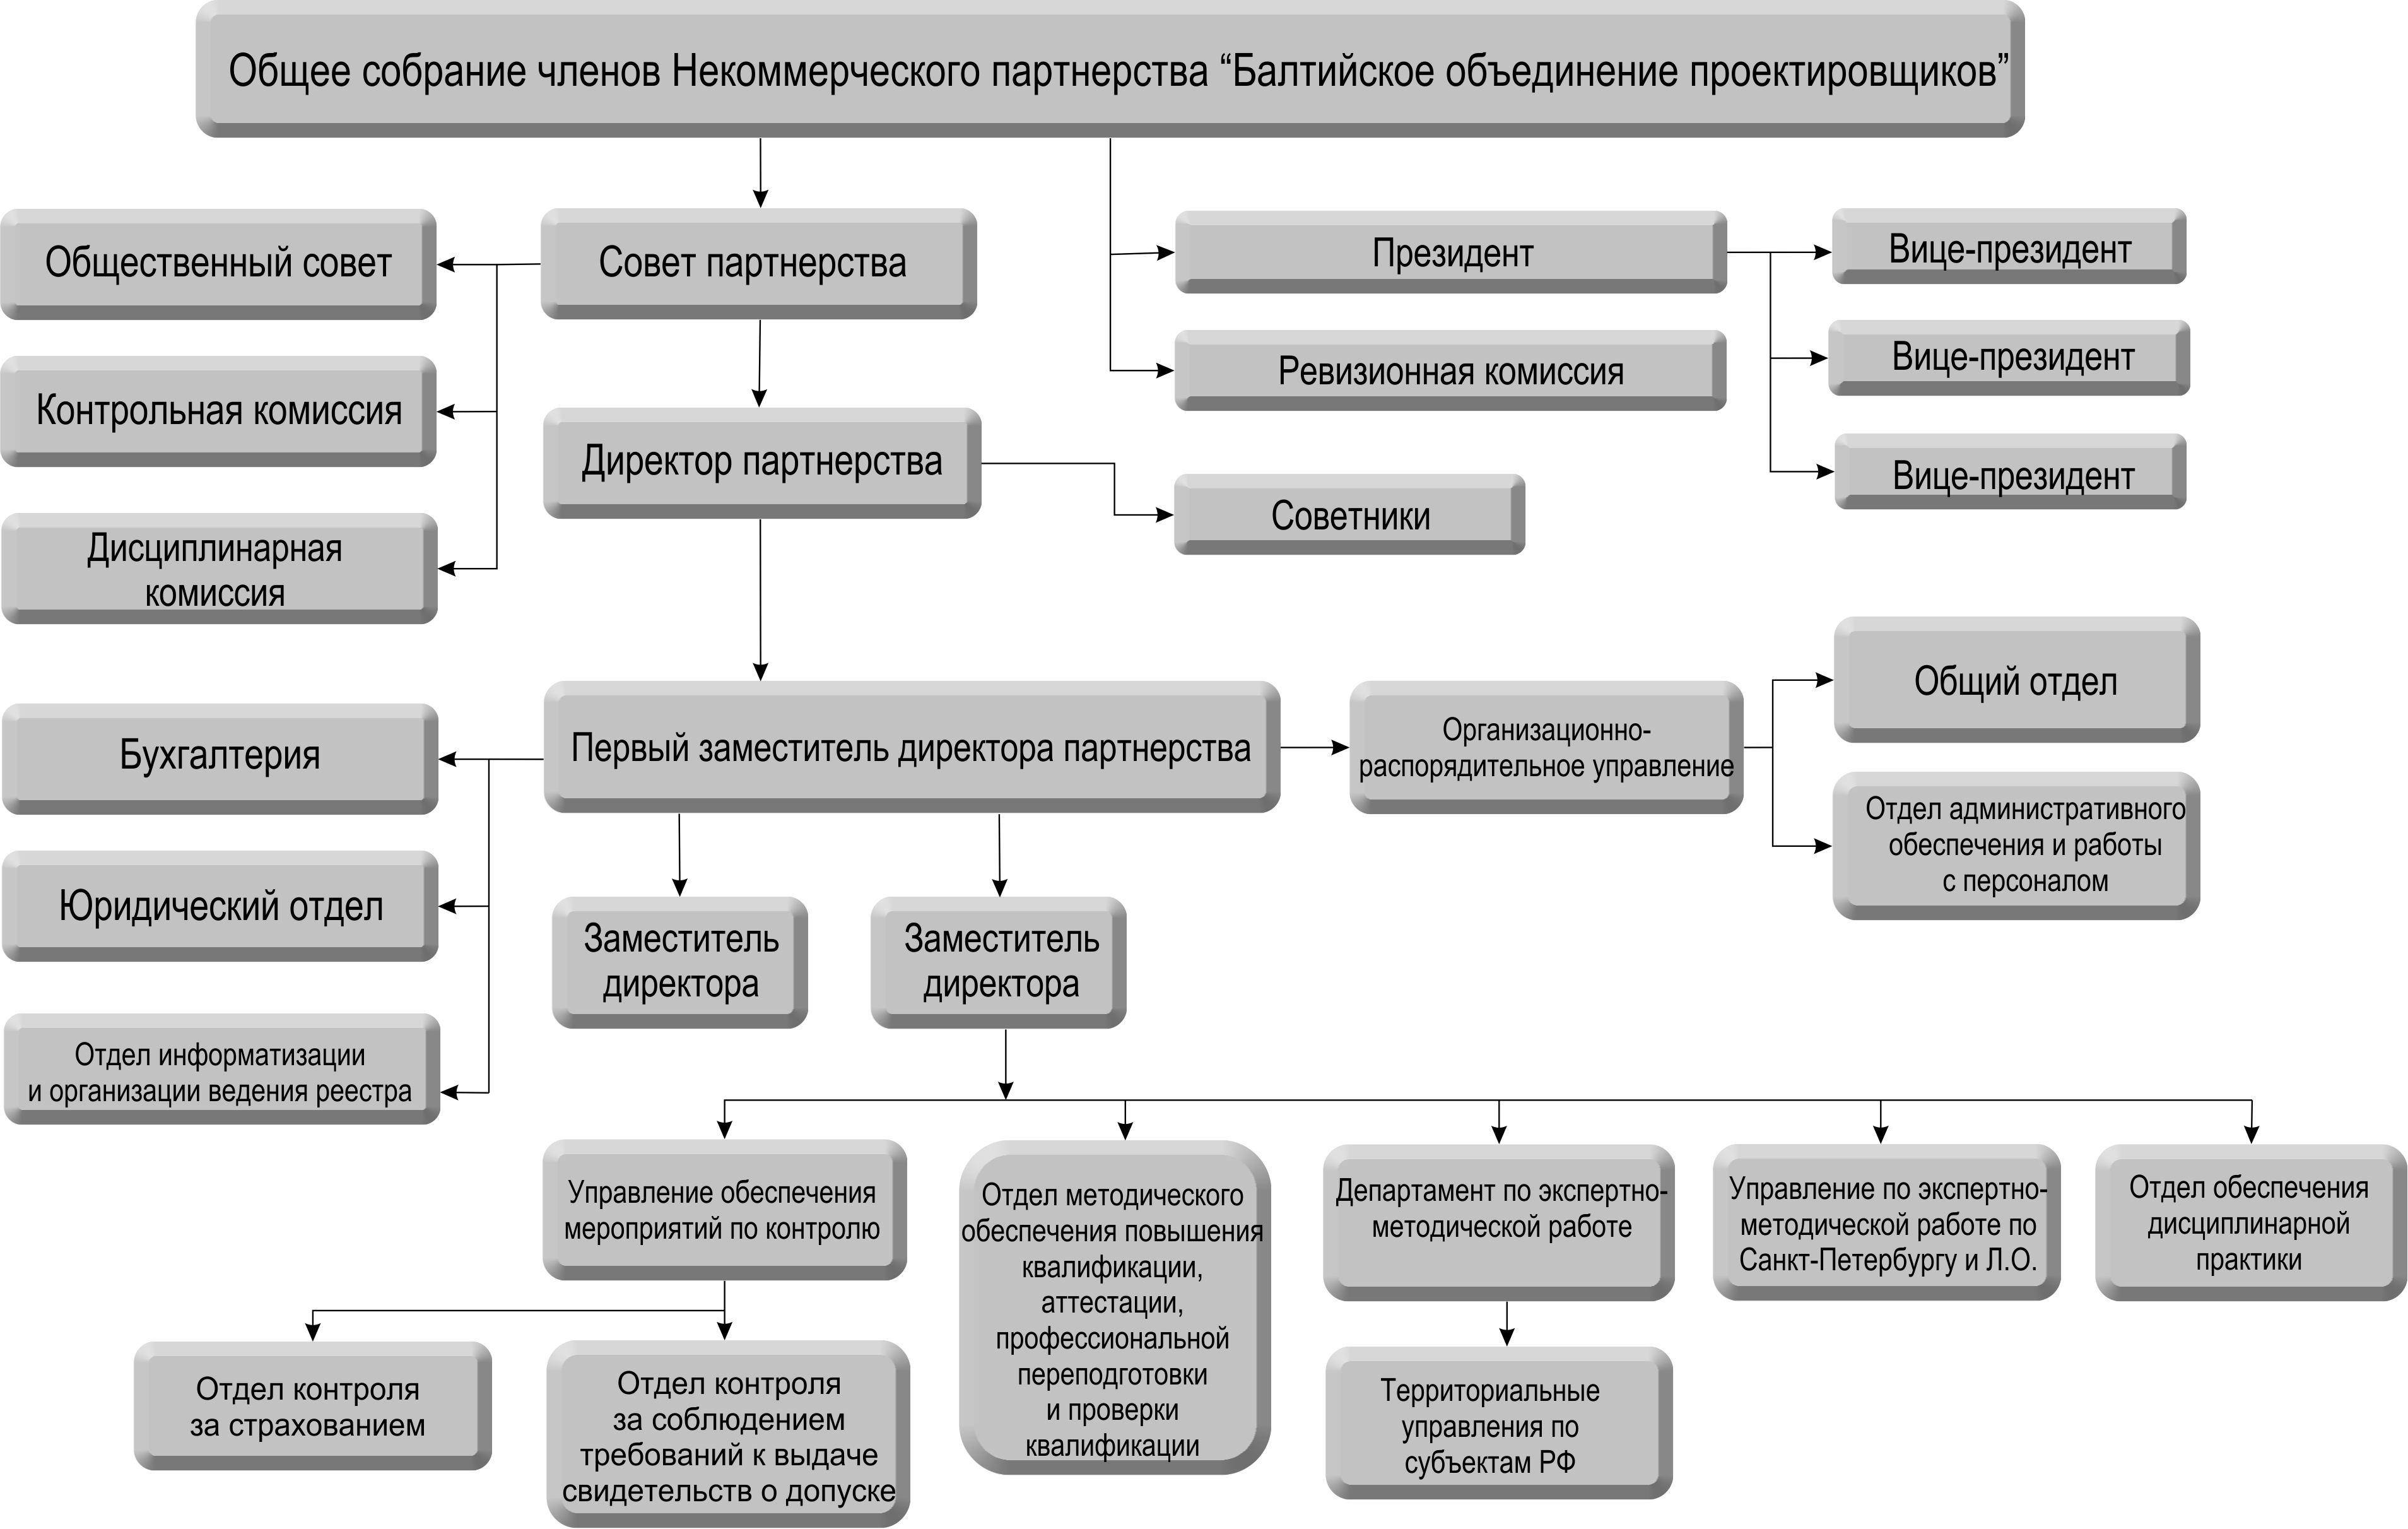 Общее собрание членов Некоммерческого партнерства “Балтийское объединение проектировщиков”
Общественный совет
Совет партнерства
Президент
Вице-президент
Вице-президент
Ревизионная комиссия
Контрольная комиссия
Директор партнерства
Вице-президент
Советники
Дисциплинарная
комиссия
Общий отдел
Бухгалтерия
Первый заместитель директора партнерства
Организационно-
распорядительное управление
Отдел административного
обеспечения и работы
с персоналом
Юридический отдел
Заместитель
директора
Заместитель
директора
Отдел информатизации
и организации ведения реестра
Управление обеспечения
мероприятий по контролю
Отдел методического
обеспечения повышения
квалификации,
аттестации,
профессиональной
переподготовки
и проверки
квалификации
Департамент по экспертно-
методической работе
Управление по экспертно-
методической работе по
Санкт-Петербургу и Л.О.
Отдел обеспечения
дисциплинарной
практики
Отдел контроля
за страхованием
Отдел контроля
за соблюдением
требований к выдаче
свидетельств о допуске
Территориальные
управления по
субъектам РФ